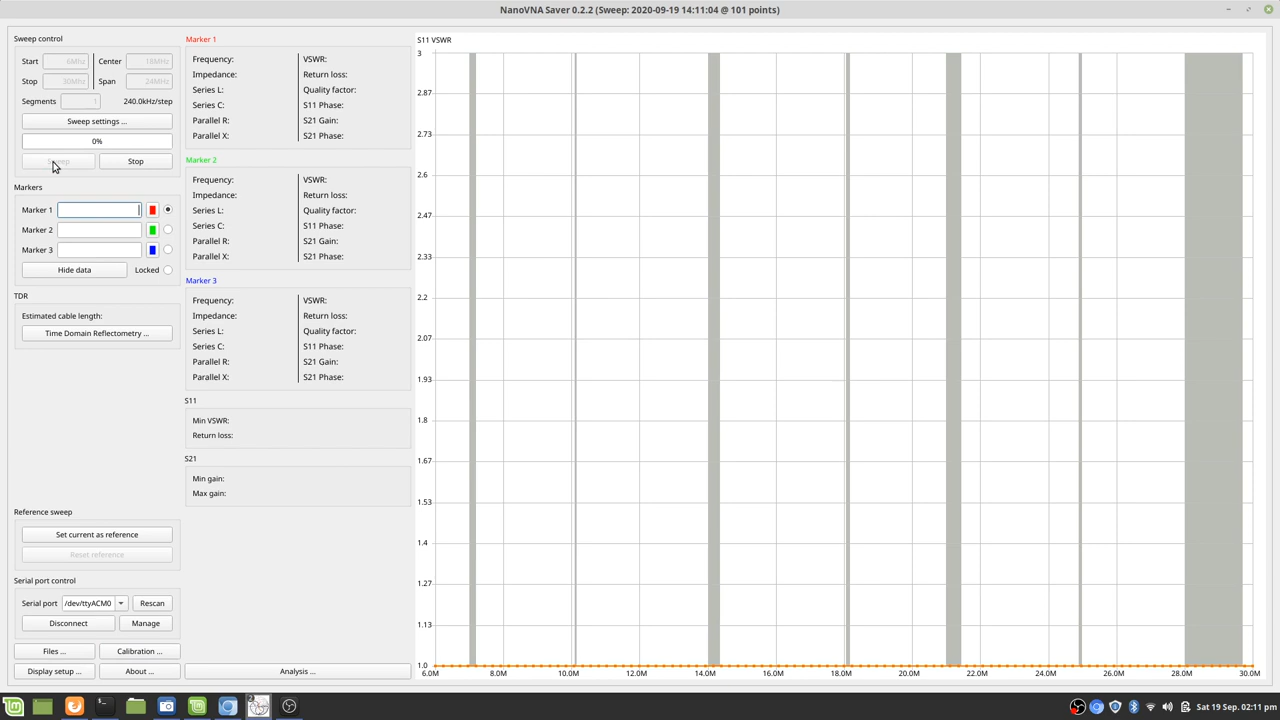 NanoVNA Saver 0.2.2 (Sweep: 2020-09-19 14:11:04 @ 101 points)
Sweep control
Start 6Mhz Center 18MHz
Stop 30Mhz Span 24MHz
Segments 1 240.0kHz/step
Sweep settings ...
0%
Stop
Markers
Marker 1
Marker 2
Marker 3
Hide data Locked
TDR
Estimated cable length:
Time Domain Reflectometry ...
Reference sweep
Set current as reference
Reset reference
Serial port control
Serial port /dev/ttyACM0 Rescan
Disconnect Manage
Files ... Calibration ...
Display setup ... About ...
Marker 1
Frequency: VSWR:
Impedance: Return loss:
Series L: Quality factor:
Series C: S11 Phase:
Parallel R: S21 Gain:
Parallel X: S21 Phase:
Marker 2
Frequency: VSWR:
Impedance: Return loss:
Series L: Quality factor:
Series C: S11 Phase:
Parallel R: S21 Gain:
Parallel X: S21 Phase:
Marker 3
Frequency: VSWR:
Impedance: Return loss:
Series L: Quality factor:
Series C: S11 Phase:
Parallel R: S21 Gain:
Parallel X: S21 Phase:
S11
Min VSWR:
Return loss:
S21
Min gain:
Max gain:
Analysis ...
S11 VSWR
3
2.87
2.73
2.6
2.47
2.33
2.2
2.07
1.93
1.8
1.67
1.53
1.4
1.27
1.13
1.0
6.0M 8.0M 10.0M 12.0M 14.0M 16.0M 18.0M 20.0M 22.0M 24.0M 26.0M 28.0M 30.0M
Sat 19 Sep. 02:11 pm